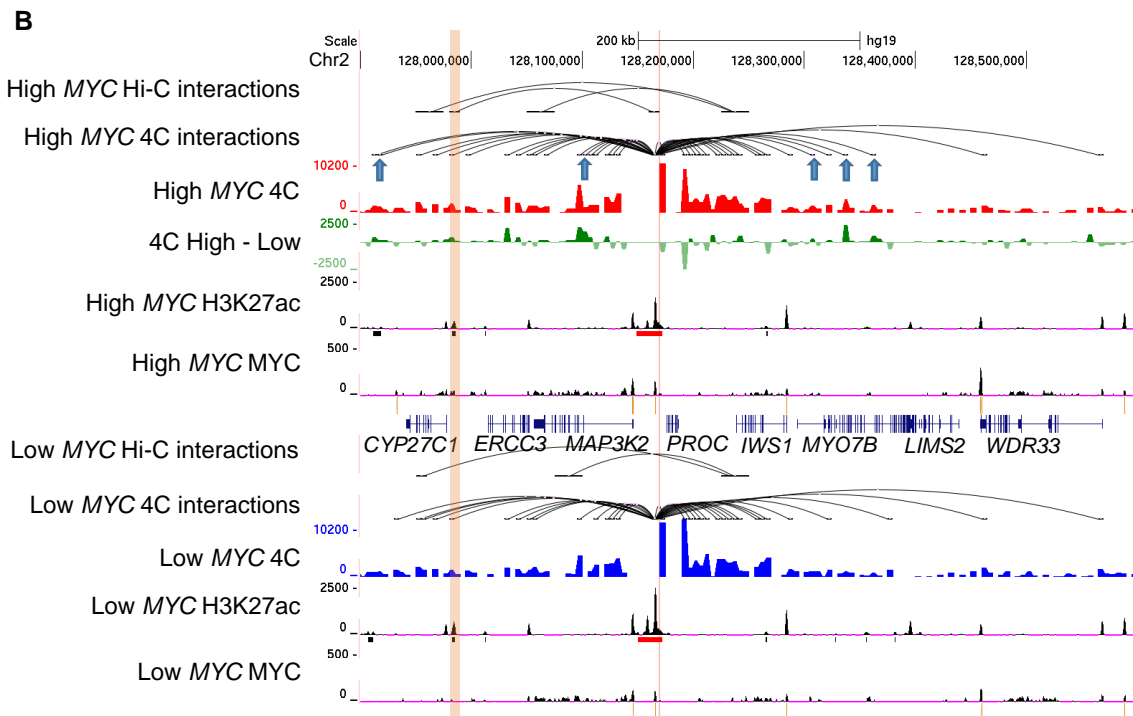 B
Scale 200 kb hg19
Chr2 128,000,000 128,100,000 128,200,000 128,300,000 128,400,000 128,500,000
High MYC Hi-C interactions
High MYC 4C interactions
10200 -
High MYC 4C
0 _
2500 -
4C High - Low
-2500 _
2500 -
High MYC H3K27ac
0 _
500 -
High MYC MYC
0 _
CYP27C1 ERCC3 MAP3K2 PROC IWS1 MYO7B LIMS2 WDR33
Low MYC Hi-C interactions
Low MYC 4C interactions
10200 -
Low MYC 4C
0 _
2500 -
Low MYC H3K27ac
0 _
500 -
Low MYC MYC
0 _